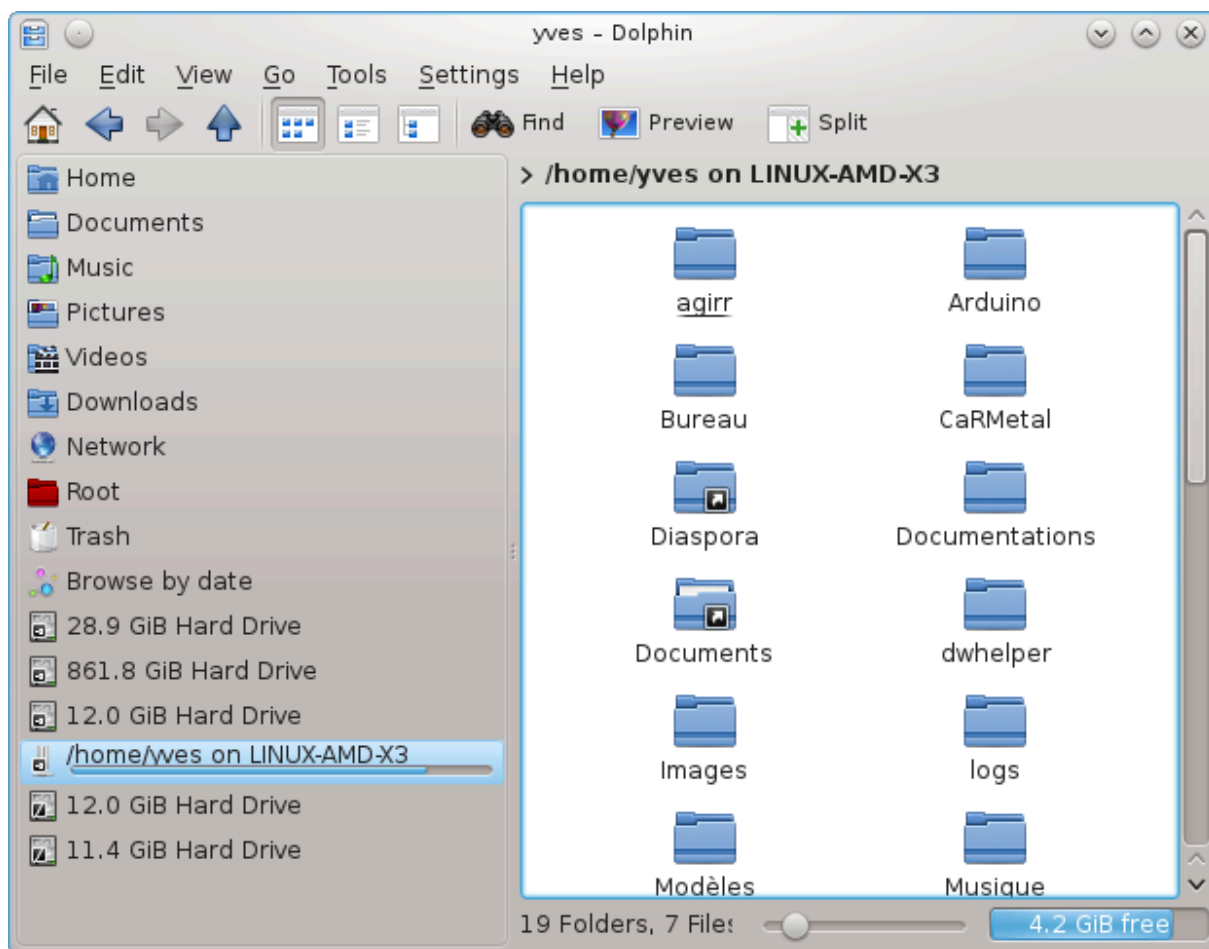 yves – Dolphin
File Edit View Go Tools Settings Help
Find Preview Split
Home
Documents
Music
Pictures
Videos
Downloads
Network
Root
Trash
Browse by date
28.9 GiB Hard Drive
861.8 GiB Hard Drive
12.0 GiB Hard Drive
/home/yves on LINUX-AMD-X3
12.0 GiB Hard Drive
11.4 GiB Hard Drive
> /home/yves on LINUX-AMD-X3
agirr Arduino
Bureau CaRMetal
Diaspora Documentations
Documents dwhelper
Images logs
Modèles Musique
19 Folders, 7 Files
4.2 GiB free